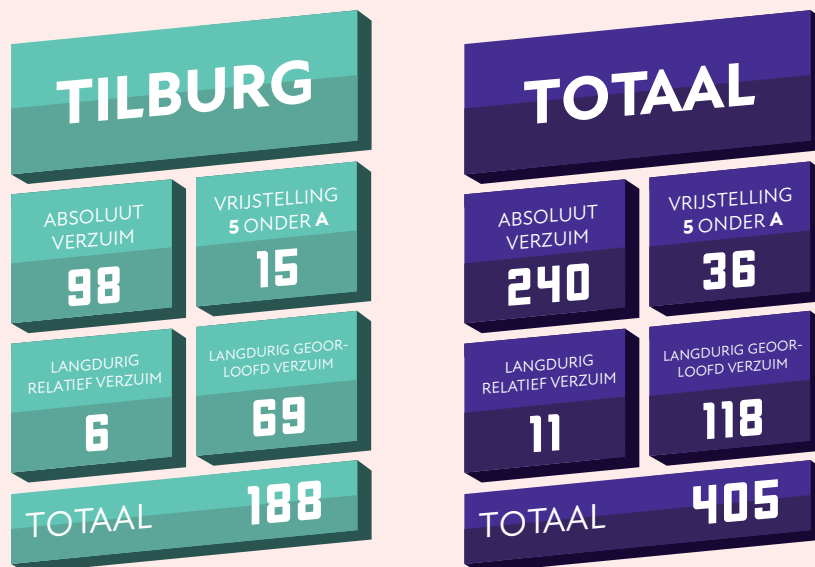 TILBURG
ABSOLUUT
VERZUIM
98
VRIJSTELLING
5 ONDER A
15
LANGDURIG
RELATIEF VERZUIM
6
LANGDURIG GEOOR-
LOOFD VERZUIM
69
TOTAAL 188
TOTAAL
ABSOLUUT
VERZUIM
240
VRIJSTELLING
5 ONDER A
36
LANGDURIG
RELATIEF VERZUIM
11
LANGDURIG GEOOR-
LOOFD VERZUIM
118
TOTAAL 405